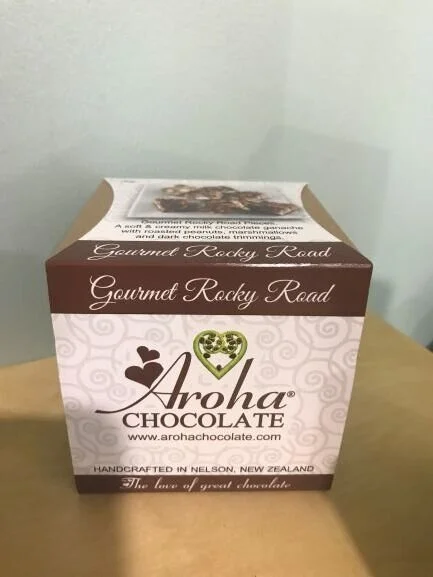 Gourmet Rocky Road Pieces
A soft & creamy milk chocolate ganache
with roasted peanuts, marshmallows
and dark chocolate trimmings.
Gourmet Rocky Road
Gourmet Rocky Road
Aroha®
CHOCOLATE
www.arohachocolate.com
HANDCRAFTED IN NELSON, NEW ZEALAND
The love of great chocolate